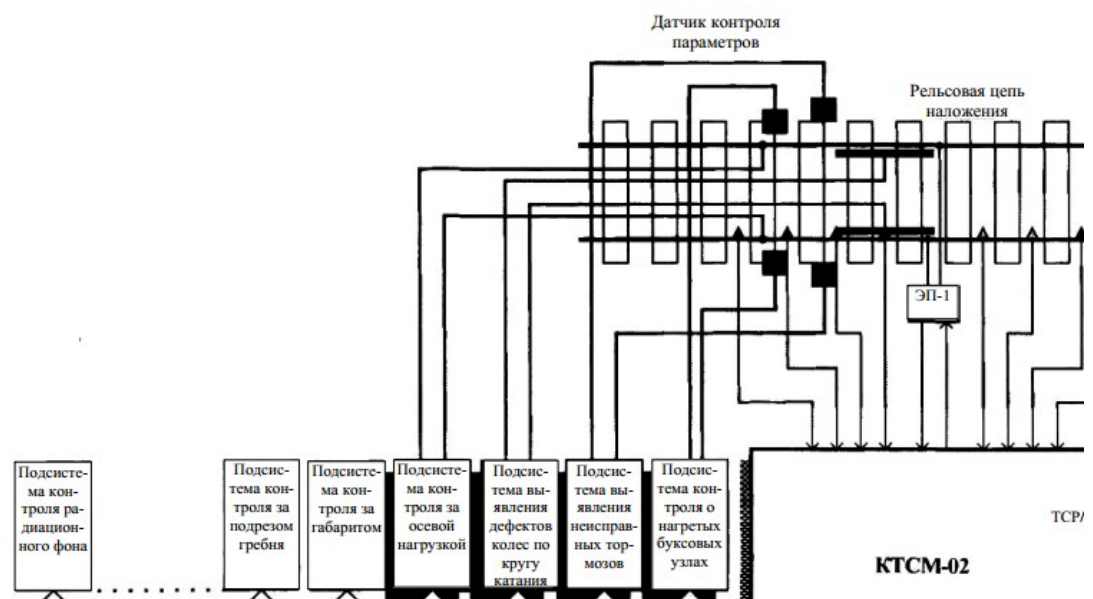 Датчик контроля
параметров
Рельсовая цепь
наложения
ЭП-1
Подсисте-
ма кон-
троля ра-
диацион-
ного фона
Подсис-
тема кон-
троля за
подрезом
гребня
Подсисте-
ма кон-
троля за
габаритом
Подсисте-
ма кон-
троля за
осевой
нагрузкой
Подсис-
тема вы-
явления
дефектов
колес по
кругу
катания
Подсис-
тема вы-
явления
неисправ-
ных тор-
мозов
Подсис-
тема конт-
роля о
нагретых
буксовых
узлах
КТСМ-02